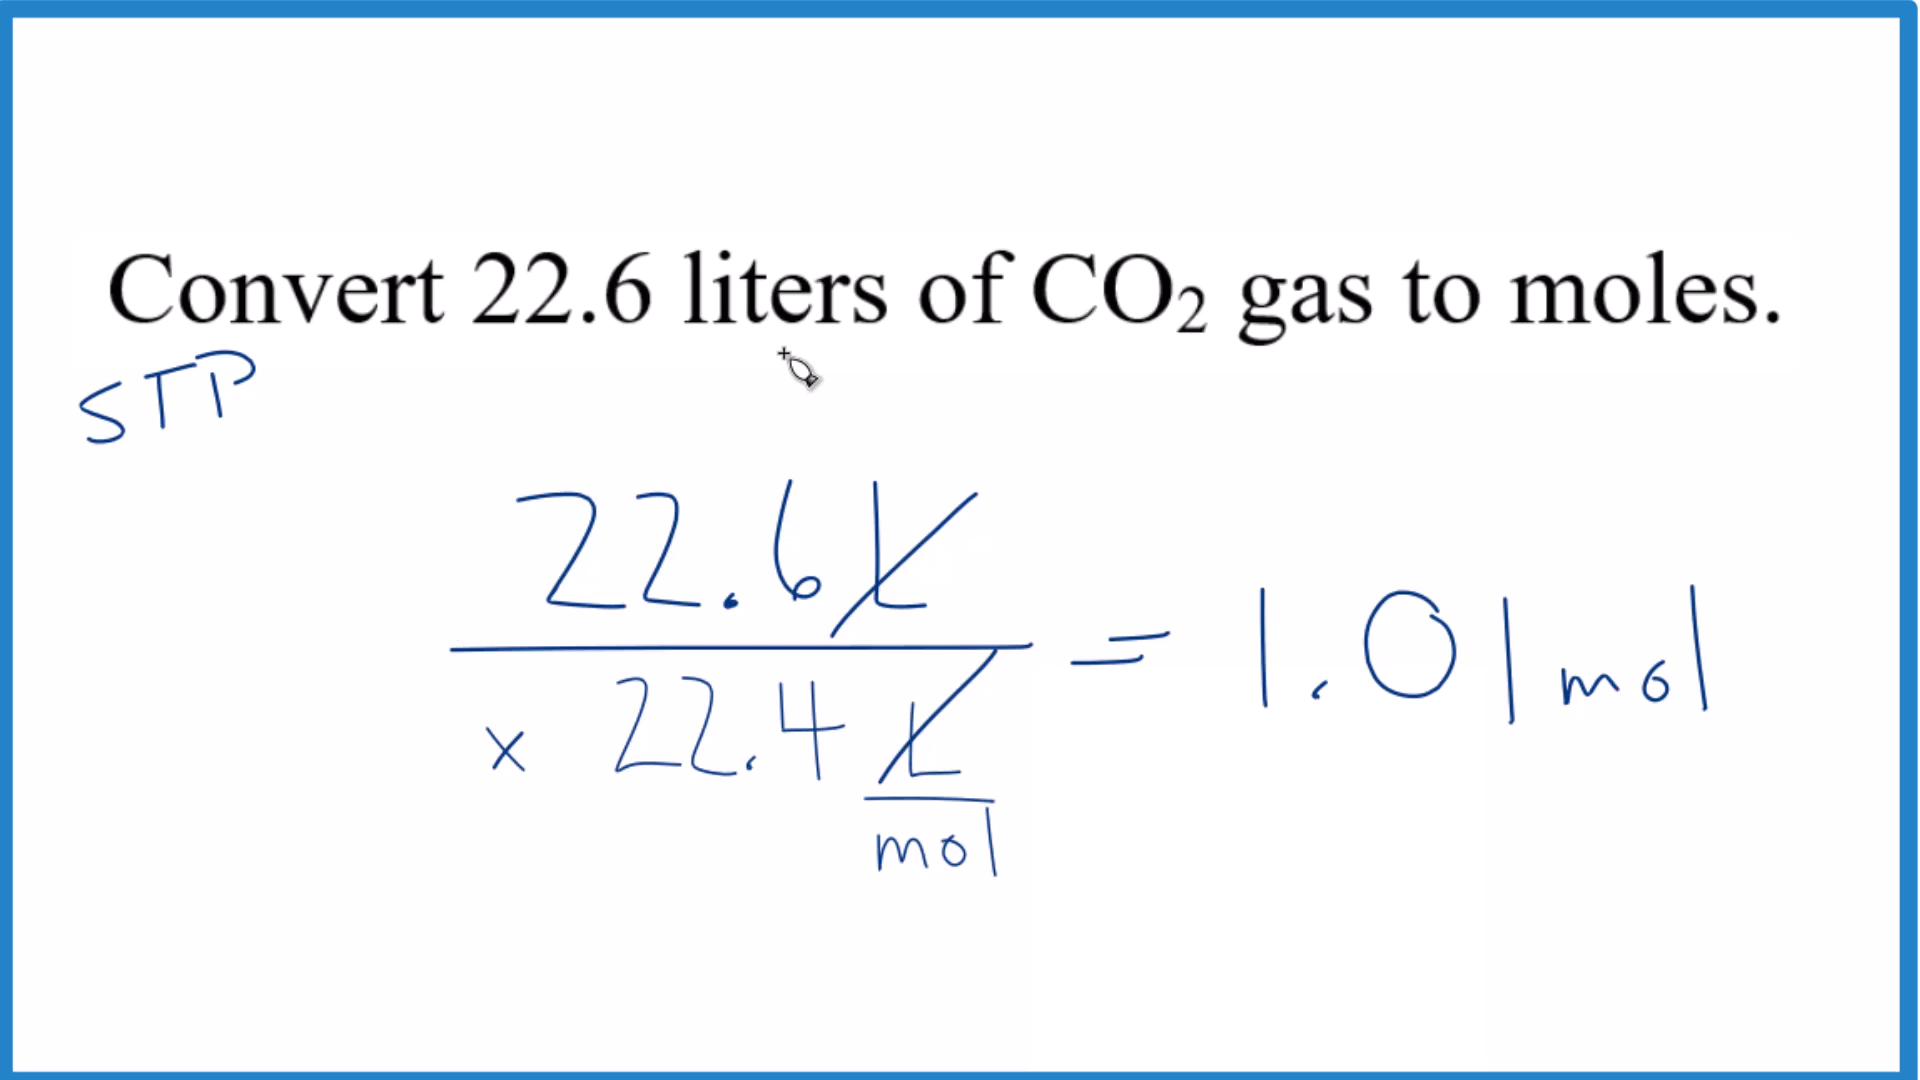 Convert 22.6 liters of CO₂ gas to moles.
STP
22.6 L
× 22.4 L
mol
= 1.01 mol